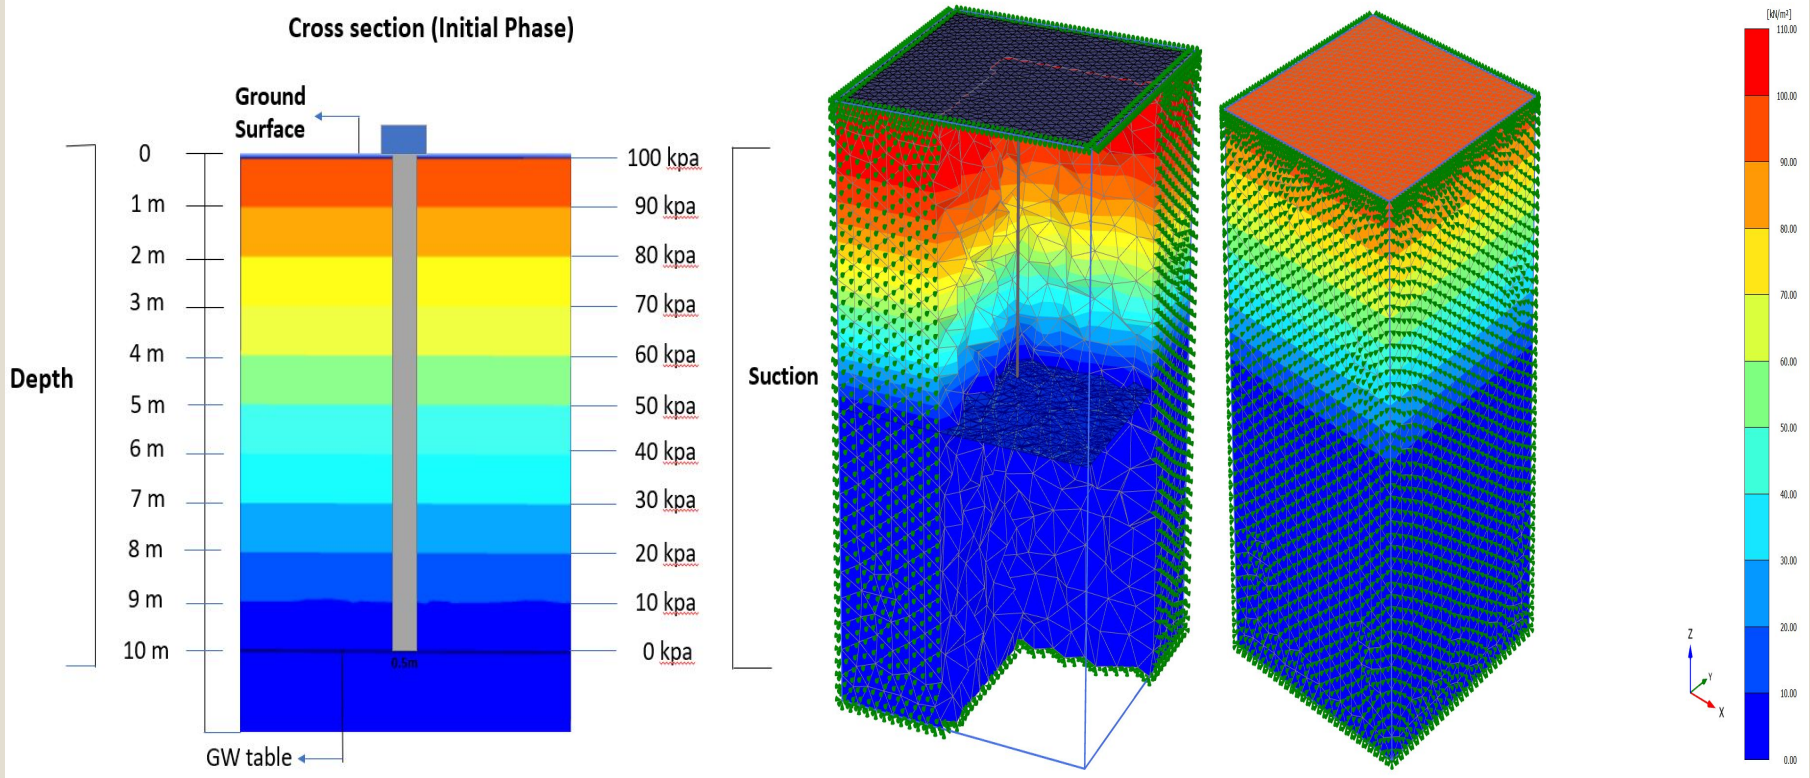 Cross section (Initial Phase)
Ground
Surface
0
100 kpa
1 m
90 kpa
2 m
80 kpa
3 m
70 kpa
4 m
60 kpa
Depth
Suction
5 m
50 kpa
6 m
40 kpa
7 m
30 kpa
8 m
20 kpa
9 m
10 kpa
10 m
0 kpa
0.5m
GW table
[kN/m²]
110.00
100.00
90.00
80.00
70.00
60.00
50.00
40.00
30.00
20.00
10.00
0.00
Z
Y
X